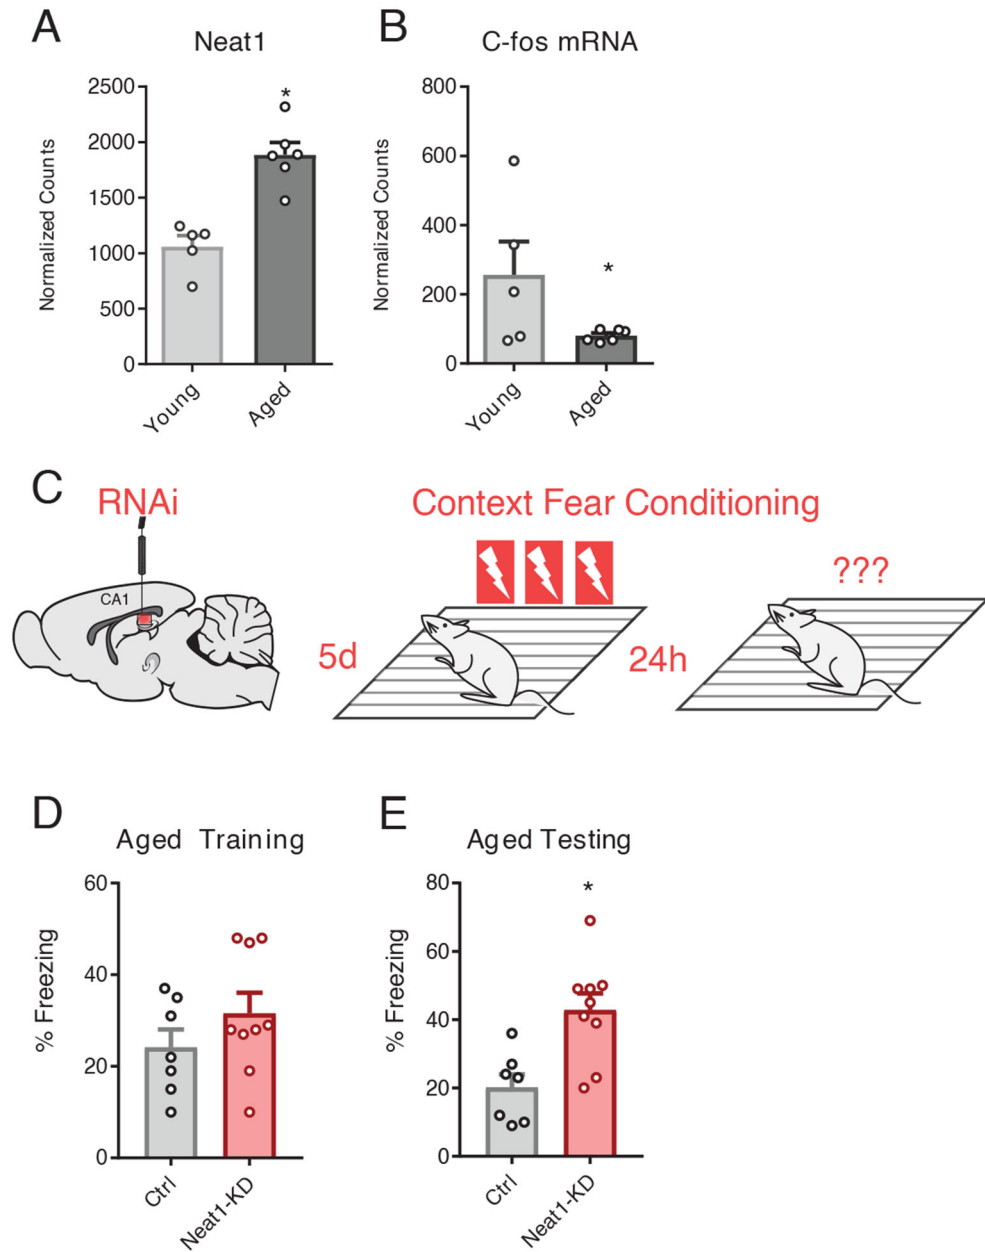 A
Neat1
Normalized Counts
2500
2000
1500
1000
500
0
*
Young
Aged
B
C-fos mRNA
Normalized Counts
800
600
400
200
0
*
Young
Aged
C
RNAi
CA1
Context Fear Conditioning
5d
24h
???
D
Aged Training
% Freezing
60
40
20
0
Ctrl
Neat1-KD
E
Aged Testing
% Freezing
80
60
40
20
0
*
Ctrl
Neat1-KD